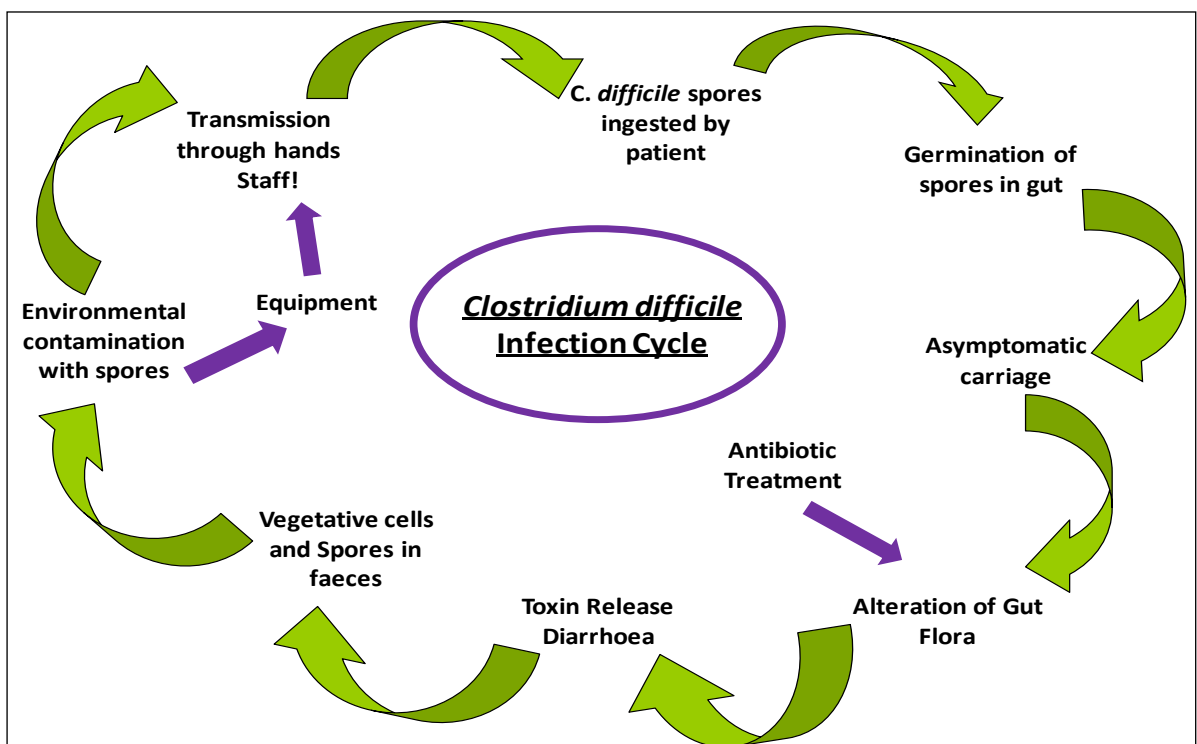 C. difficile spores
ingested by
patient
Germination of
spores in gut
Asymptomatic
carriage
Antibiotic
Treatment
Alteration of Gut
Flora
Toxin Release
Diarrhoea
Vegetative cells
and Spores in
faeces
Environmental
contamination
with spores
Equipment
Transmission
through hands
Staff!
Clostridium difficile
Infection Cycle